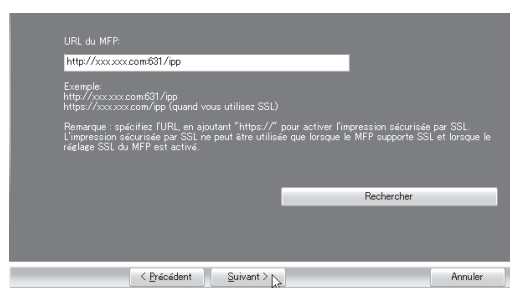 URL du MFP:
http://xxx.xxx.com:631/ipp
Exemple:
http://xxx.xxx.com:631/ipp
https://xxx.xxx.com/ipp (quand vous utilisez SSL)
Remarque : spécifiez l'URL, en ajoutant "https://" pour activer l'impression sécurisée par SSL.
L'impression sécurisée par SSL ne peut être utilisée que lorsque le MFP supporte SSL et lorsque le
réglage SSL du MFP est activé.
Rechercher
< Précédent Suivant > Annuler